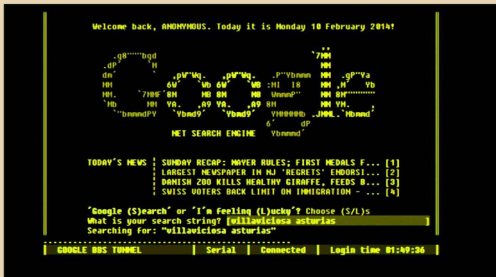 Welcome back, ANONYMOUS. Today it is Monday 10 February 2014!
Google
NET SEARCH ENGINE
TODAY'S NEWS | SUNDAY RECAP: MAYER RULES; FIRST MEDALS F... [1]
LARGEST NEWSPAPER IN NJ 'REGRETS' ENDORSI... [2]
DANISH ZOO KILLS HEALTHY GIRAFFE, FEEDS B... [3]
SWISS VOTERS BACK LIMIT ON IMMIGRATION - ... [4]
'Google (S)earch' or 'I'm feeling (L)ucky'? Choose (S/L)s
What is your search string? [villaviciosa asturias ]
Searching for: "villaviciosa asturias"
GOOGLE BBS TUNNEL | Serial | Connected | Login time 01:49:36